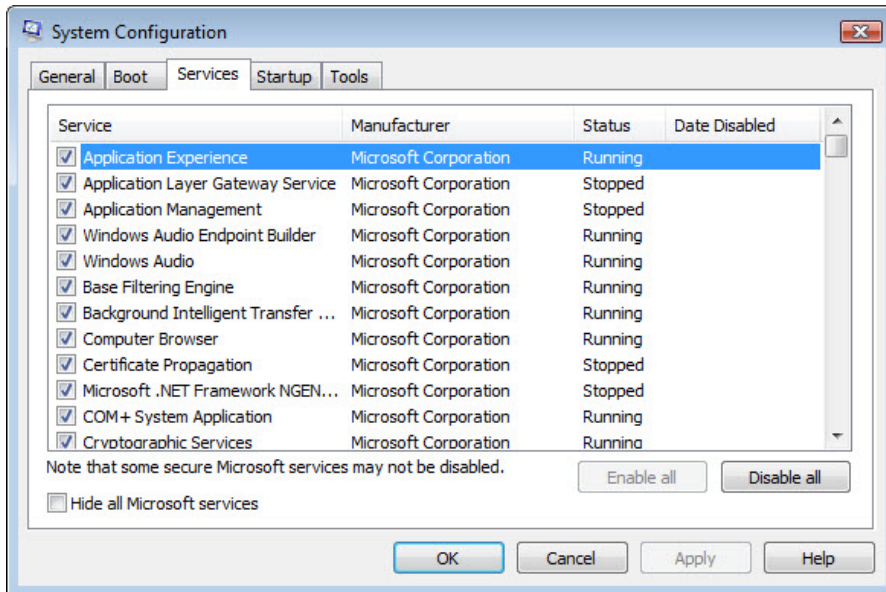 System Configuration
General Boot Services Startup Tools
Service Manufacturer Status Date Disabled
Application Experience Microsoft Corporation Running
Application Layer Gateway Service Microsoft Corporation Stopped
Application Management Microsoft Corporation Stopped
Windows Audio Endpoint Builder Microsoft Corporation Running
Windows Audio Microsoft Corporation Running
Base Filtering Engine Microsoft Corporation Running
Background Intelligent Transfer ... Microsoft Corporation Running
Computer Browser Microsoft Corporation Running
Certificate Propagation Microsoft Corporation Stopped
Microsoft .NET Framework NGEN... Microsoft Corporation Stopped
COM+ System Application Microsoft Corporation Running
Cryptographic Services Microsoft Corporation Running
Note that some secure Microsoft services may not be disabled.
Enable all Disable all
Hide all Microsoft services
OK Cancel Apply Help